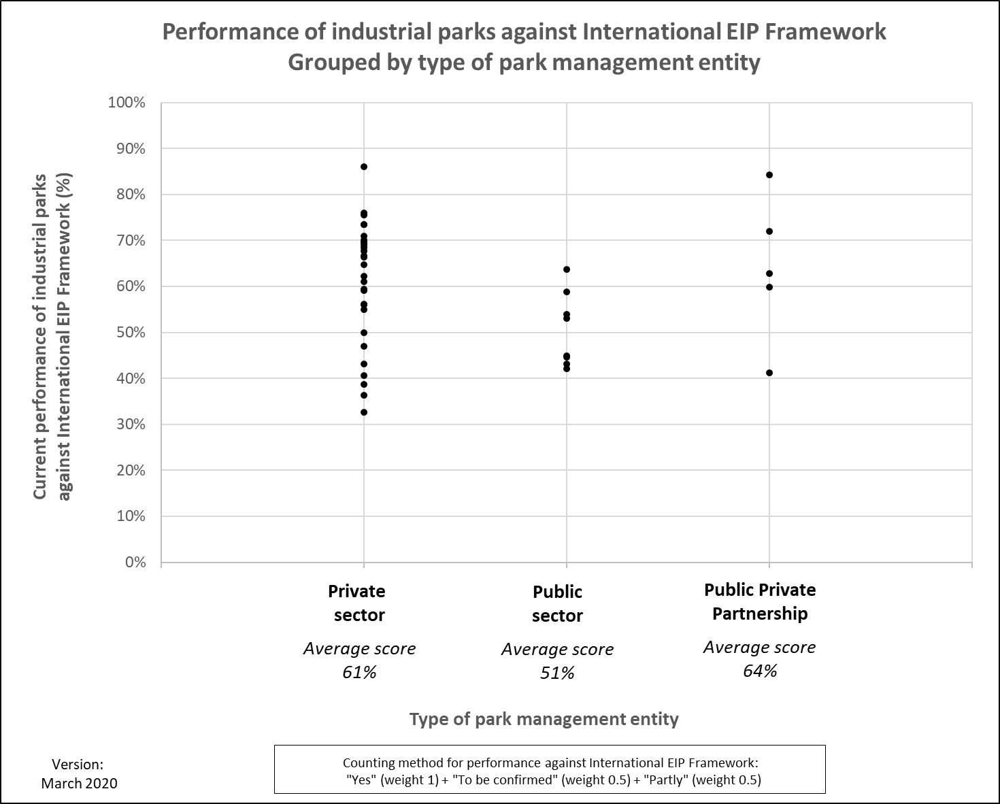 Performance of industrial parks against International EIP Framework
Grouped by type of park management entity
Current performance of industrial parks
against International EIP Framework (%)
100%
90%
80%
70%
60%
50%
40%
30%
20%
10%
0%
Private
sector
Average score
61%
Public
sector
Average score
51%
Public Private
Partnership
Average score
64%
Type of park management entity
Version:
March 2020
Counting method for performance against International EIP Framework:
"Yes" (weight 1) + "To be confirmed" (weight 0.5) + "Partly" (weight 0.5)